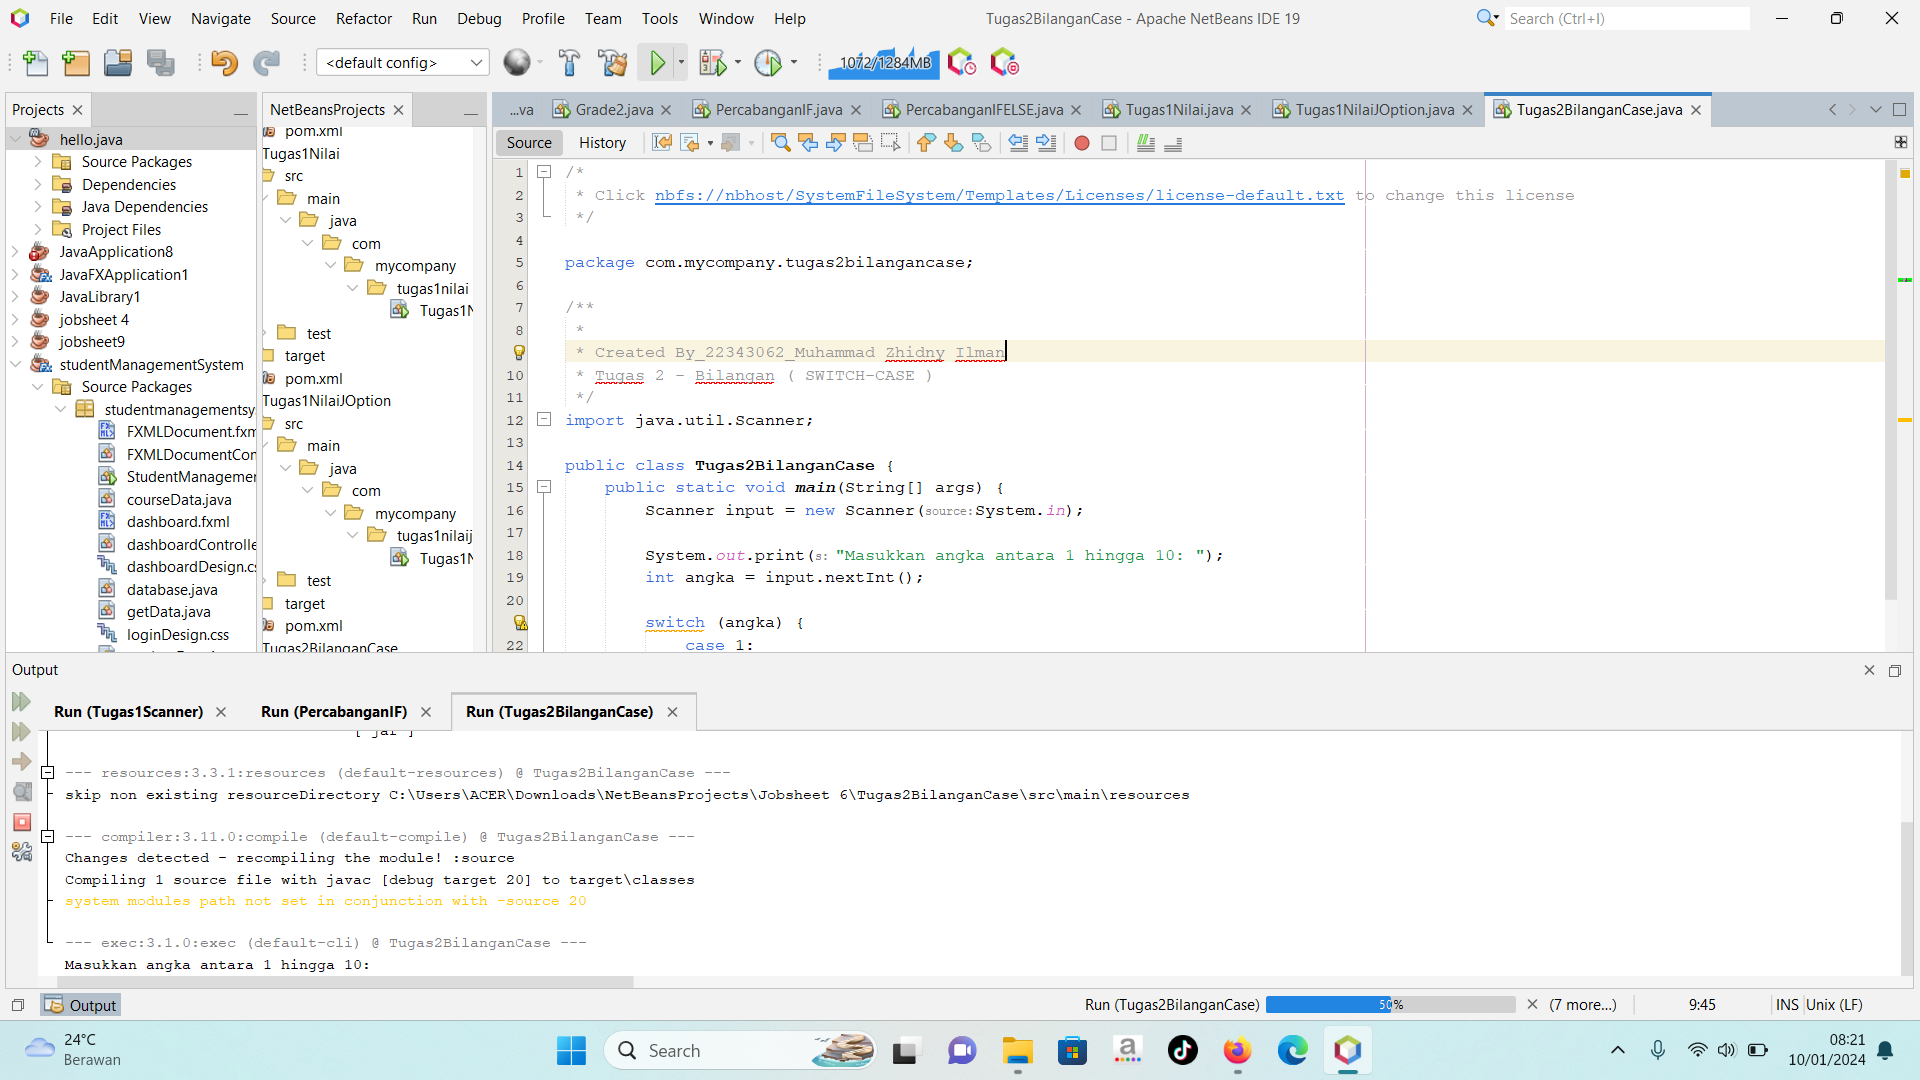 File Edit View Navigate Source Refactor Run Debug Profile Team Tools Window Help
Tugas2BilanganCase - Apache NetBeans IDE 19
Search (Ctrl+I)
<default config>
1072/1284MB
Projects
NetBeansProjects
...va
Grade2.java
PercabanganIF.java
PercabanganIFELSE.java
Tugas1Nilai.java
Tugas1NilaiJOption.java
Tugas2BilanganCase.java
hello.java
Source Packages
Dependencies
Java Dependencies
Project Files
JavaApplication8
JavaFXApplication1
JavaLibrary1
jobsheet 4
jobsheet9
studentManagementSystem
Source Packages
studentmanagementsy
FXMLDocument.fxm
FXMLDocumentCon
StudentManagemer
courseData.java
dashboard.fxml
dashboardControlle
dashboardDesign.cs
database.java
getData.java
loginDesign.css
pom.xml
Tugas1Nilai
src
main
java
com
mycompany
tugas1nilai
Tugas1N
test
target
pom.xml
Tugas1NilaiJOption
src
main
java
com
mycompany
tugas1nilaij
Tugas1N
test
target
pom.xml
Tugas2BilanganCase
Source History
1 /*
2 * Click nbfs://nbhost/SystemFileSystem/Templates/Licenses/license-default.txt to change this license
3 */
4
5 package com.mycompany.tugas2bilangancase;
6
7 /**
8 *
* Created By_22343062_Muhammad Zhidny Ilman
10 * Tugas 2 - Bilangan ( SWITCH-CASE )
11 */
12 import java.util.Scanner;
13
14 public class Tugas2BilanganCase {
15 public static void main(String[] args) {
16 Scanner input = new Scanner(source:System.in);
17
18 System.out.print(s: "Masukkan angka antara 1 hingga 10: ");
19 int angka = input.nextInt();
20
switch (angka) {
22 case 1:
Output
Run (Tugas1Scanner)
Run (PercabanganIF)
Run (Tugas2BilanganCase)
[ jar ]
--- resources:3.3.1:resources (default-resources) @ Tugas2BilanganCase ---
skip non existing resourceDirectory C:\Users\ACER\Downloads\NetBeansProjects\Jobsheet 6\Tugas2BilanganCase\src\main\resources
--- compiler:3.11.0:compile (default-compile) @ Tugas2BilanganCase ---
Changes detected - recompiling the module! :source
Compiling 1 source file with javac [debug target 20] to target\classes
system modules path not set in conjunction with -source 20
--- exec:3.1.0:exec (default-cli) @ Tugas2BilanganCase ---
Masukkan angka antara 1 hingga 10:
Output
Run (Tugas2BilanganCase)
50%
(7 more...)
9:45
INS
Unix (LF)
24°C
Berawan
Search
08:21
10/01/2024